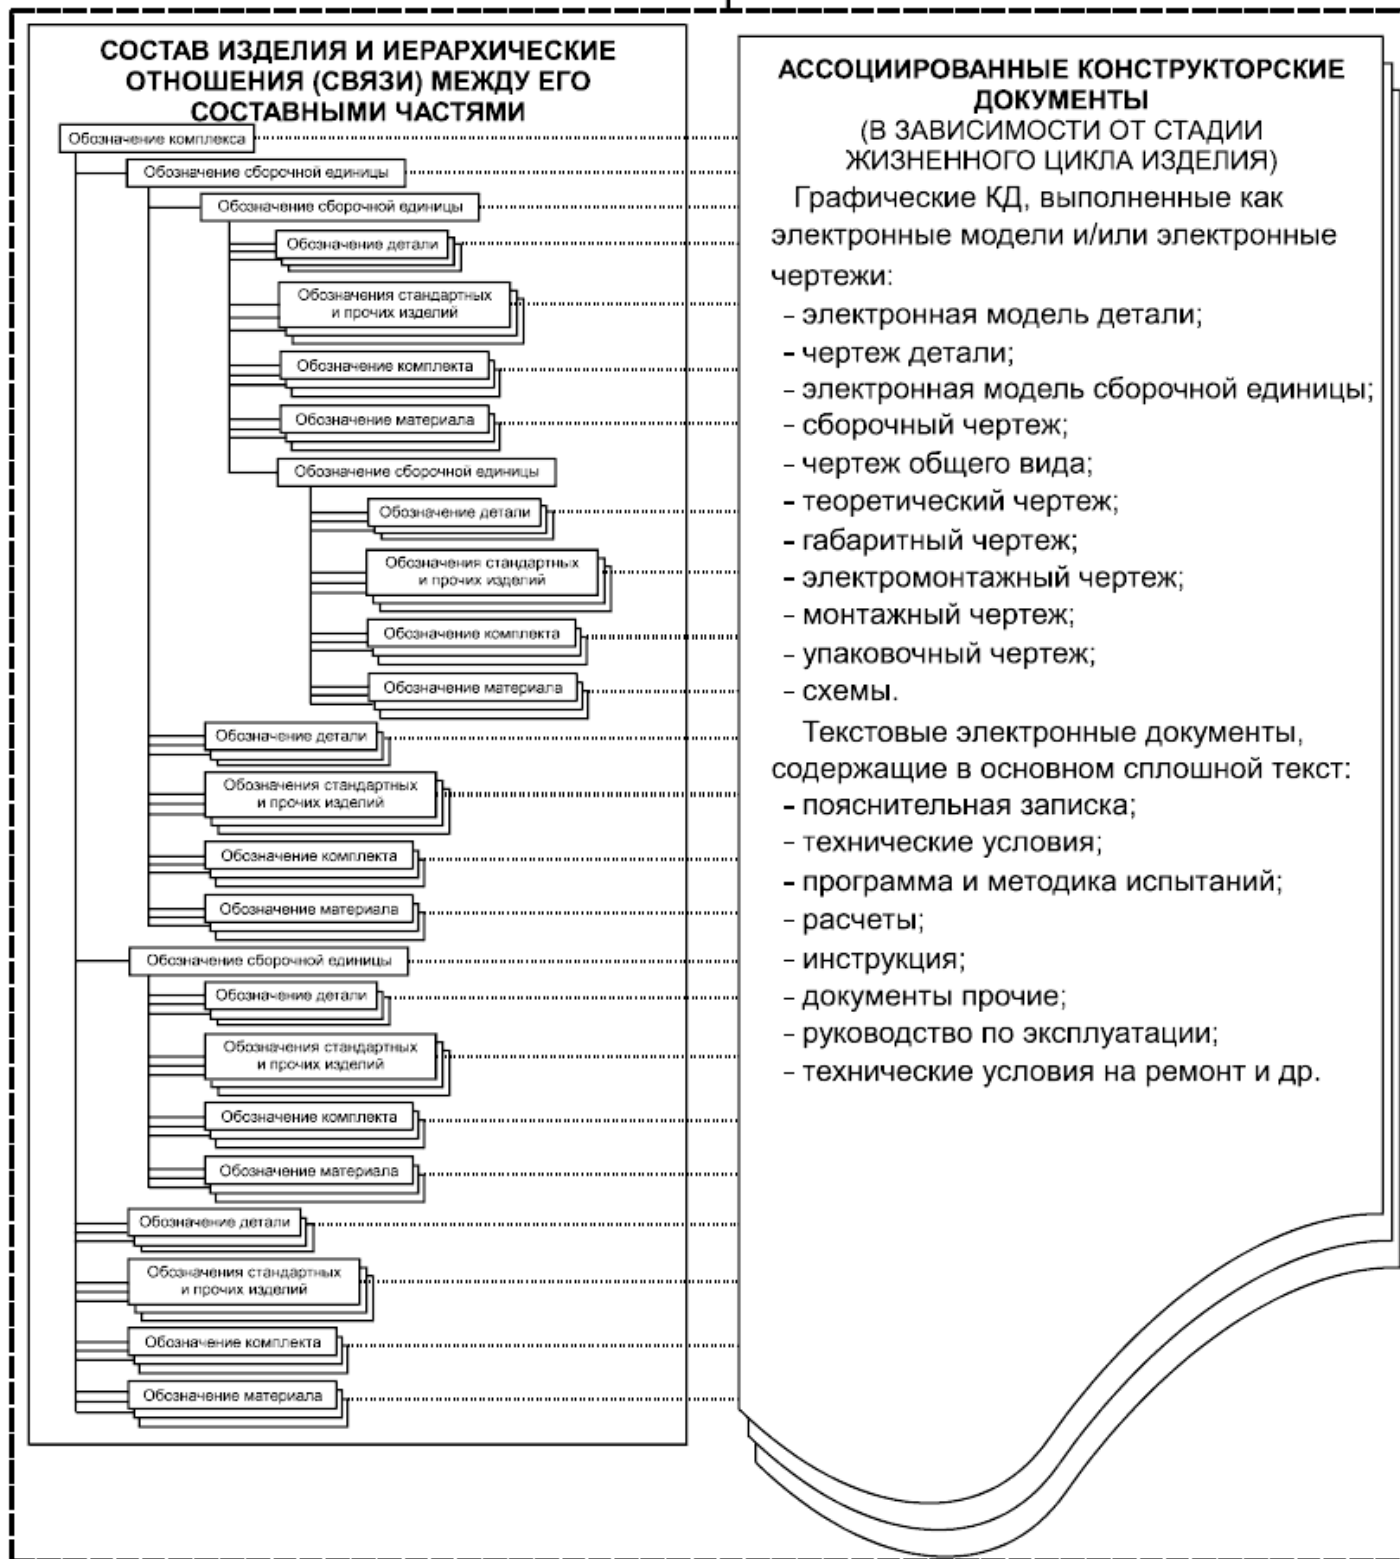 СОСТАВ ИЗДЕЛИЯ И ИЕРАРХИЧЕСКИЕ
ОТНОШЕНИЯ (СВЯЗИ) МЕЖДУ ЕГО
СОСТАВНЫМИ ЧАСТЯМИ
Обозначение комплекса
Обозначение сборочной единицы
Обозначение сборочной единицы
Обозначение детали
Обозначения стандартных
и прочих изделий
Обозначение комплекта
Обозначение материала
Обозначение сборочной единицы
Обозначение детали
Обозначения стандартных
и прочих изделий
Обозначение комплекта
Обозначение материала
Обозначение детали
Обозначения стандартных
и прочих изделий
Обозначение комплекта
Обозначение материала
Обозначение сборочной единицы
Обозначение детали
Обозначения стандартных
и прочих изделий
Обозначение комплекта
Обозначение материала
Обозначение детали
Обозначения стандартных
и прочих изделий
Обозначение комплекта
Обозначение материала
АССОЦИИРОВАННЫЕ КОНСТРУКТОРСКИЕ
ДОКУМЕНТЫ
(В ЗАВИСИМОСТИ ОТ СТАДИИ
ЖИЗНЕННОГО ЦИКЛА ИЗДЕЛИЯ)
Графические КД, выполненные как
электронные модели и/или электронные
чертежи:
- электронная модель детали;
- чертеж детали;
- электронная модель сборочной единицы;
- сборочный чертеж;
- чертеж общего вида;
- теоретический чертеж;
- габаритный чертеж;
- электромонтажный чертеж;
- монтажный чертеж;
- упаковочный чертеж;
- схемы.
Текстовые электронные документы,
содержащие в основном сплошной текст:
- пояснительная записка;
- технические условия;
- программа и методика испытаний;
- расчеты;
- инструкция;
- документы прочие;
- руководство по эксплуатации;
- технические условия на ремонт и др.